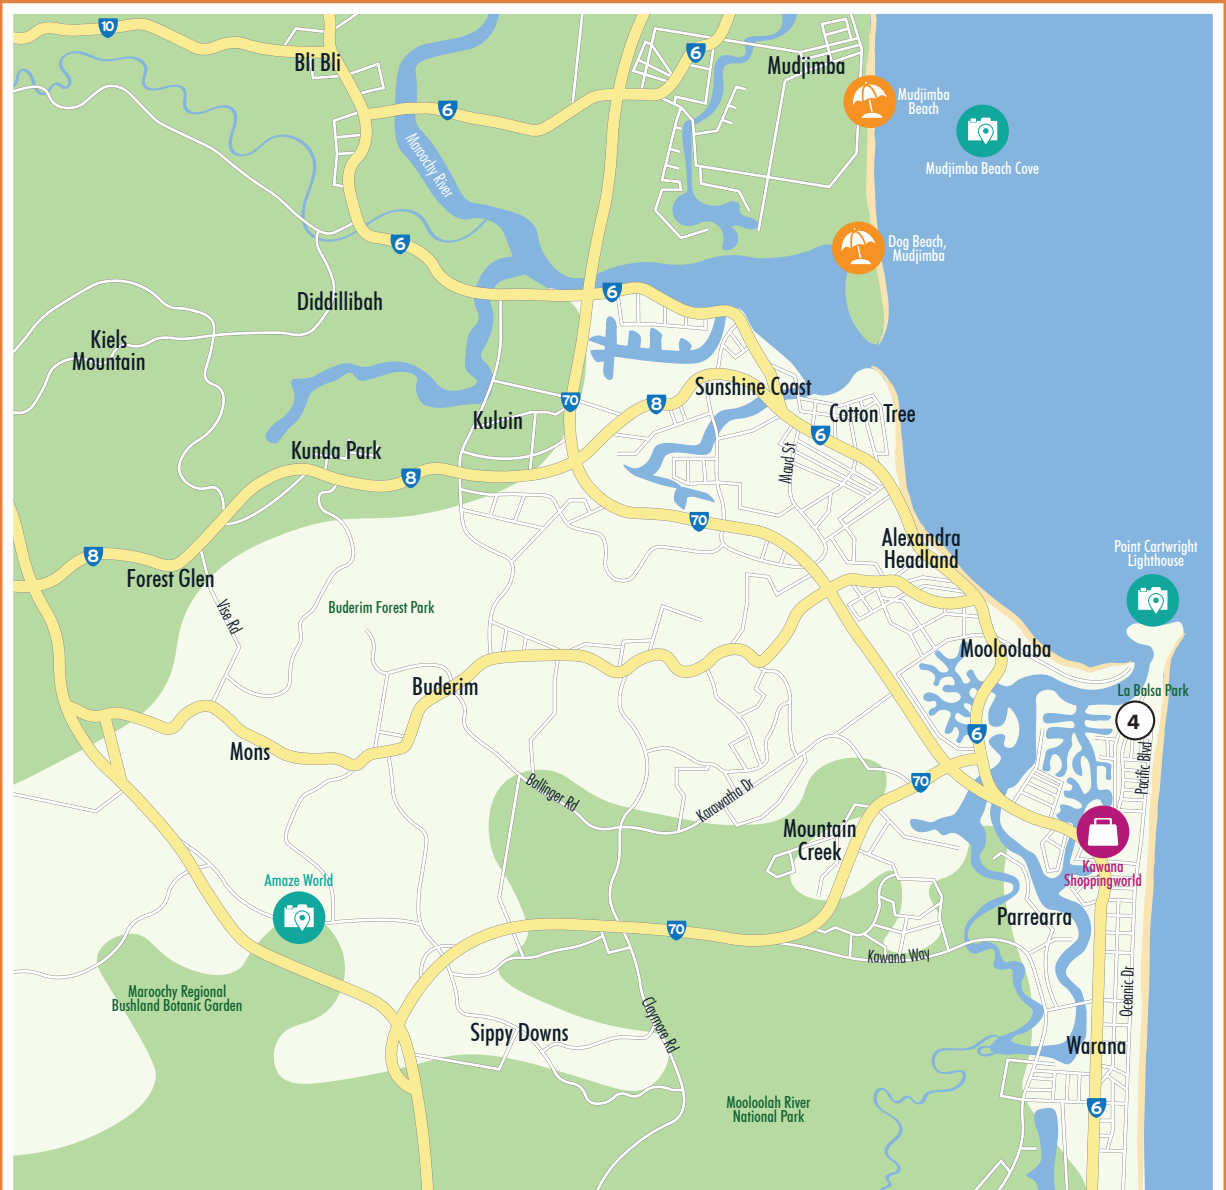 10
Bli Bli
6
Mudjimba
6
Mudjimba
Beach
Mudjimba Beach Cove
Maroochy River
6
Dog Beach,
Mudjimba
6
Diddillibah
Kiels
Mountain
Sunshine Coast
70
8
Cotton Tree
Kuluin
6
Kunda Park
Maud St
8
70
Alexandra
Headland
8
Point Cartwright
Lighthouse
Forest Glen
Vise Rd
Buderim Forest Park
Mooloolaba
Buderim
La Balsa Park
4
6
Mons
Pacific Blvd
70
Ballinger Rd
Karawatha Dr
Mountain
Creek
Kawana
Shoppingworld
Amaze World
Parrearra
70
Kawana Way
Maroochy Regional
Bushland Botanic Garden
Oceanic Dr
Sippy Downs
Claymore Rd
Warana
Mooloolah River
National Park
6